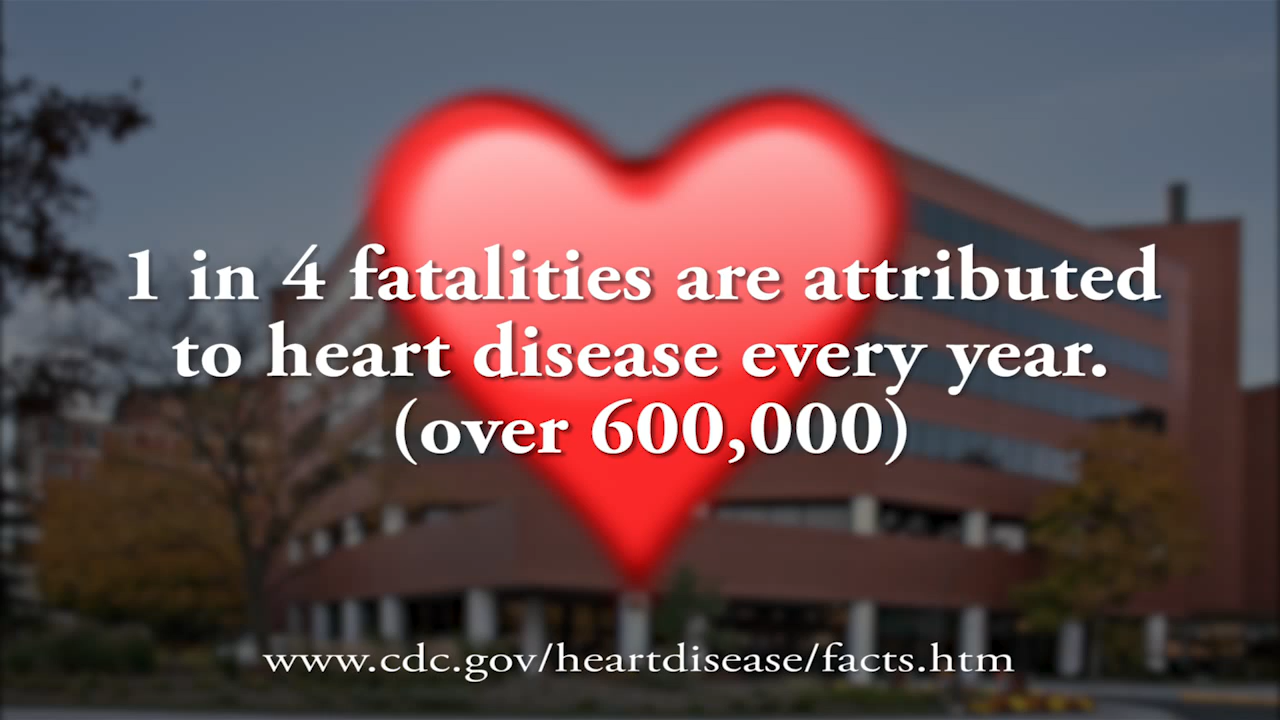 1 in 4 fatalities are attributed
to heart disease every year.
(over 600,000)
www.cdc.gov/heartdisease/facts.htm